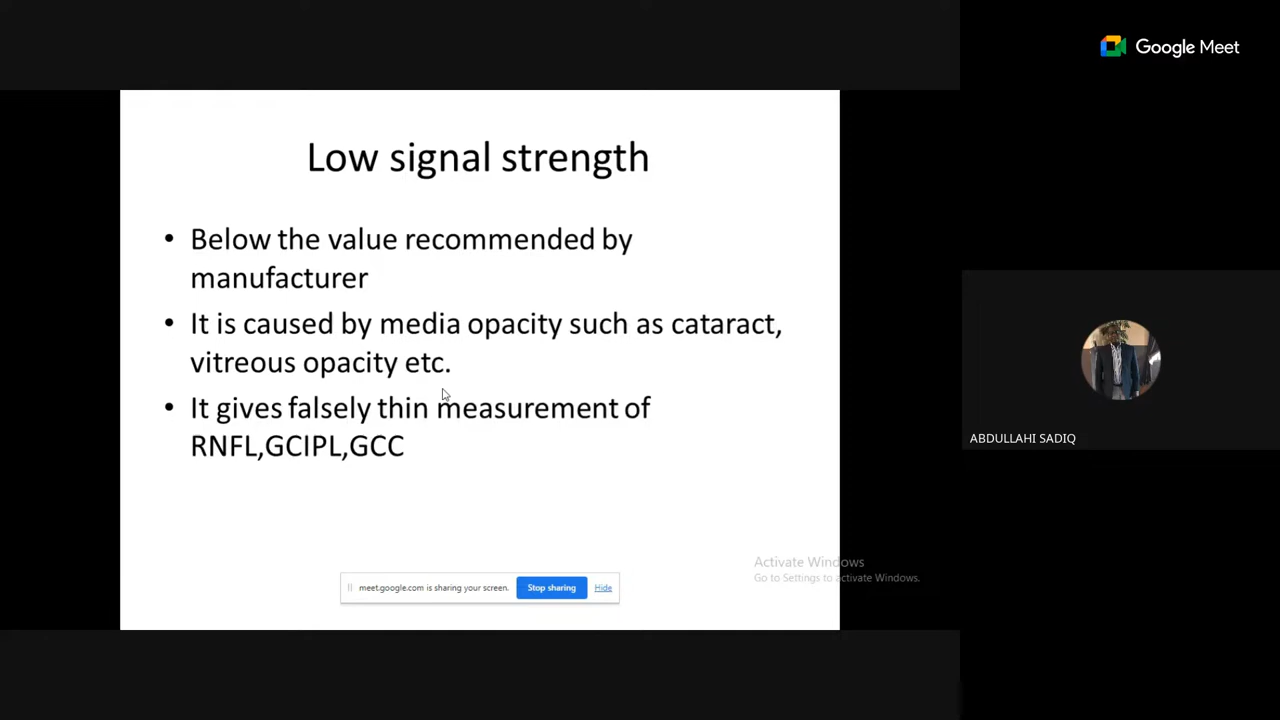 Google Meet
Low signal strength
• Below the value recommended by
manufacturer
• It is caused by media opacity such as cataract,
vitreous opacity etc.
• It gives falsely thin measurement of
RNFL,GCIPL,GCC
ABDULLAHI SADIQ
Activate Windows
Go to Settings to activate Windows.
meet.google.com is sharing your screen.
Stop sharing
Hide